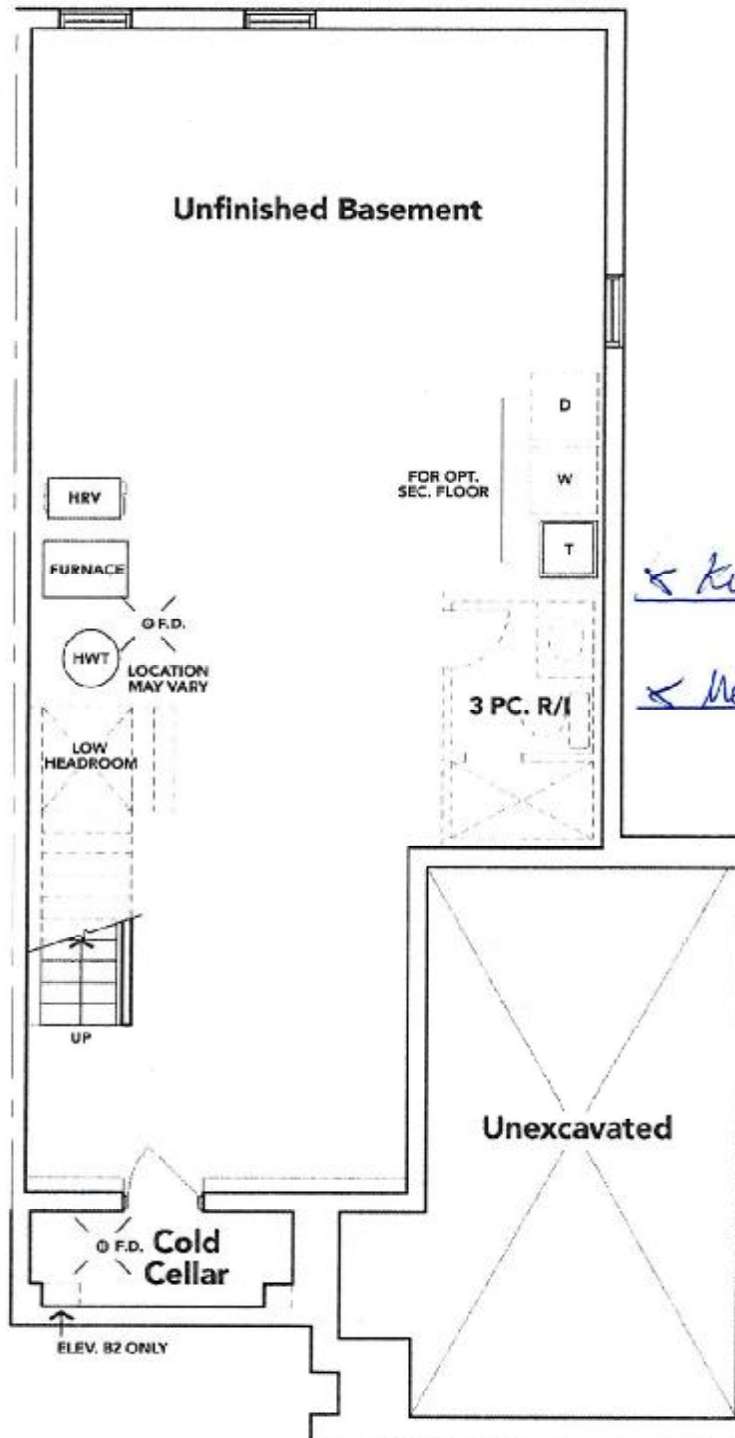 Unfinished Basement
D
W
FOR OPT.
SEC. FLOOR
T
HRV
FURNACE
F.D.
HWT
LOCATION
MAY VARY
3 PC. R/I
LOW
HEADROOM
UP
Unexcavated
F.D.
Cold
Cellar
ELEV. B2 ONLY